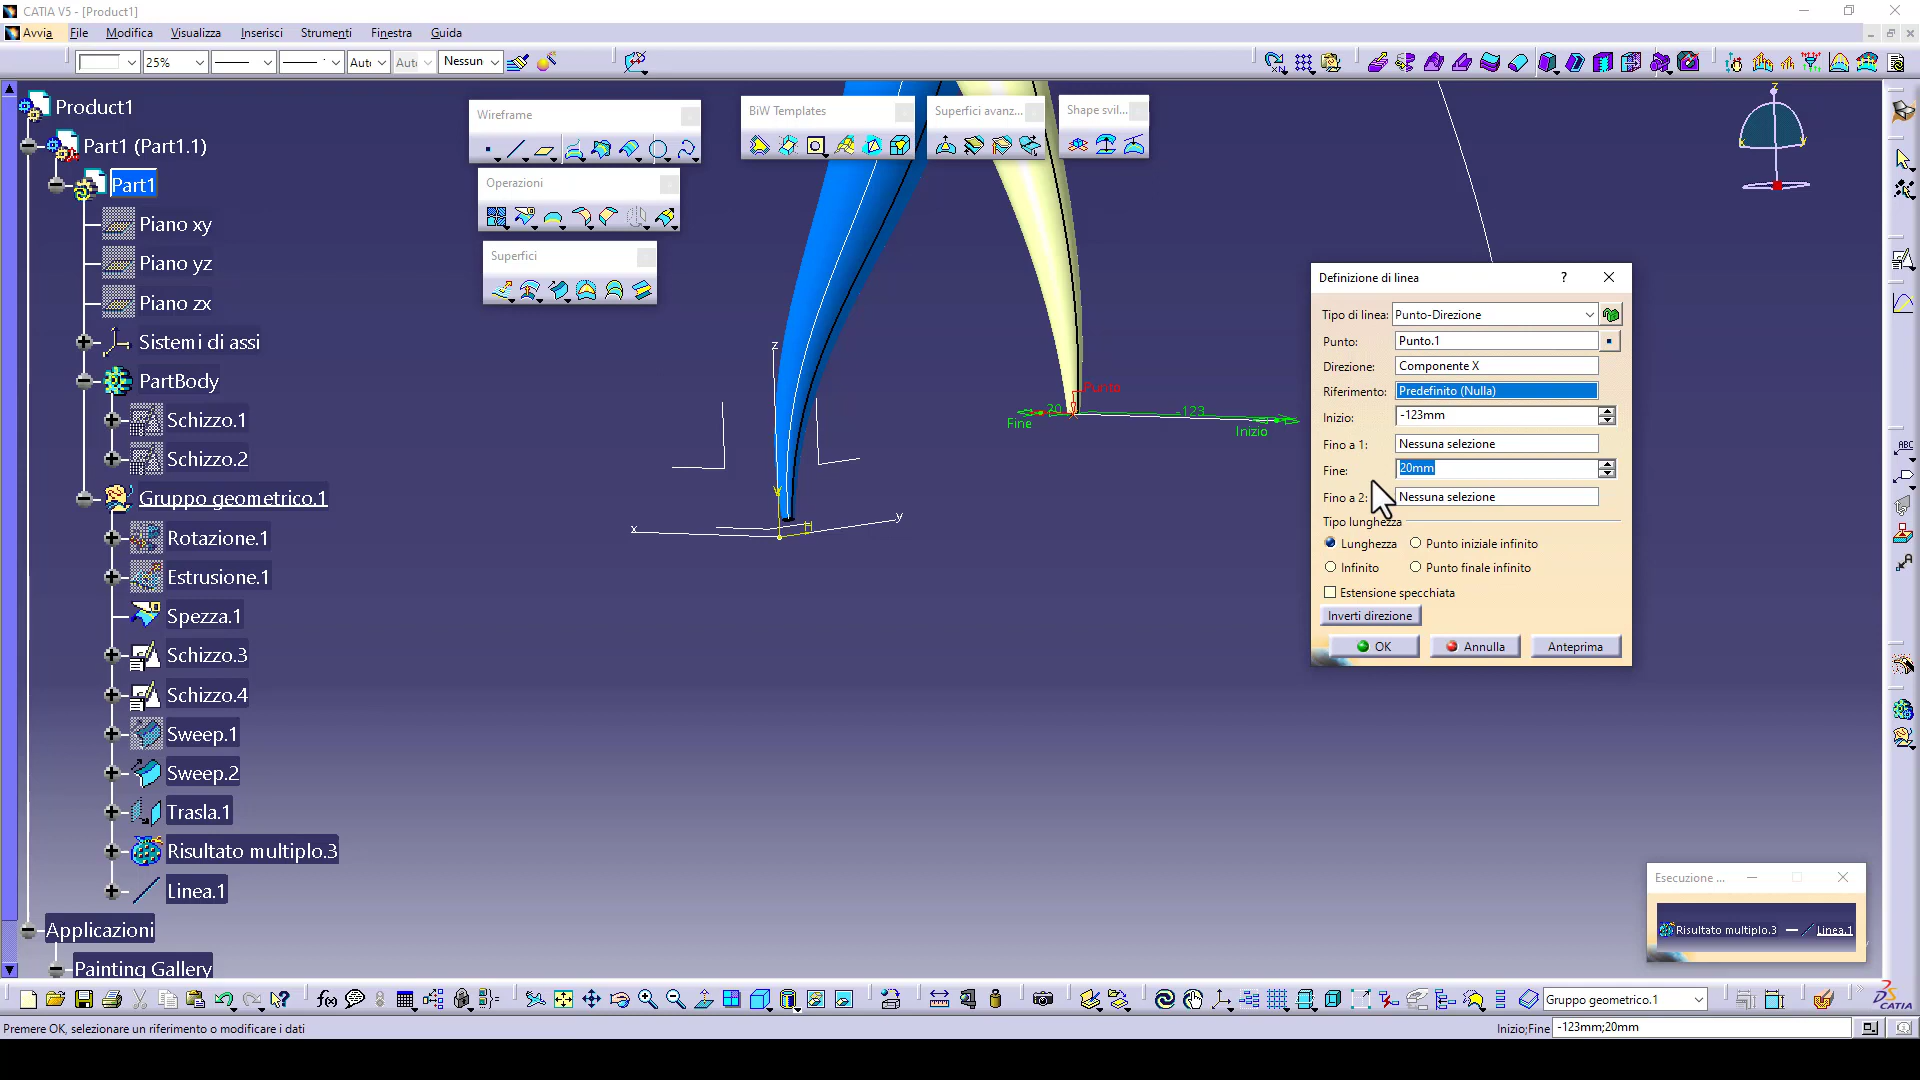 CATIA V5 - [Product1]
Avvia File Modifica Visualizza Inserisci Strumenti Finestra Guida
25% Aut Aut Nessun
Product1
Part1 (Part1.1)
Part1
Piano xy
Piano yz
Piano zx
Sistemi di assi
PartBody
Schizzo.1
Schizzo.2
Gruppo geometrico.1
Rotazione.1
Estrusione.1
Spezza.1
Schizzo.3
Schizzo.4
Sweep.1
Sweep.2
Trasla.1
Risultato multiplo.3
Linea.1
Applicazioni
Painting Gallery
Wireframe
Operazioni
Superfici
BiW Templates
Superfici avanz...
Shape svil...
z
x
y
H
Punto
20
-123
Fine
Inizio
Definizione di linea
Tipo di linea: Punto-Direzione
Punto: Punto.1
Direzione: Componente X
Riferimento: Predefinito (Nulla)
Inizio: -123mm
Fino a 1: Nessuna selezione
Fine: 20mm
Fino a 2: Nessuna selezione
Tipo lunghezza
Lunghezza Punto iniziale infinito
Infinito Punto finale infinito
Estensione specchiata
Inverti direzione
OK Annulla Anteprima
Esecuzione ...
Risultato multiplo.3 Linea.1
Gruppo geometrico.1
CATIA
Premere OK, selezionare un riferimento o modificare i dati
Inizio;Fine -123mm;20mm